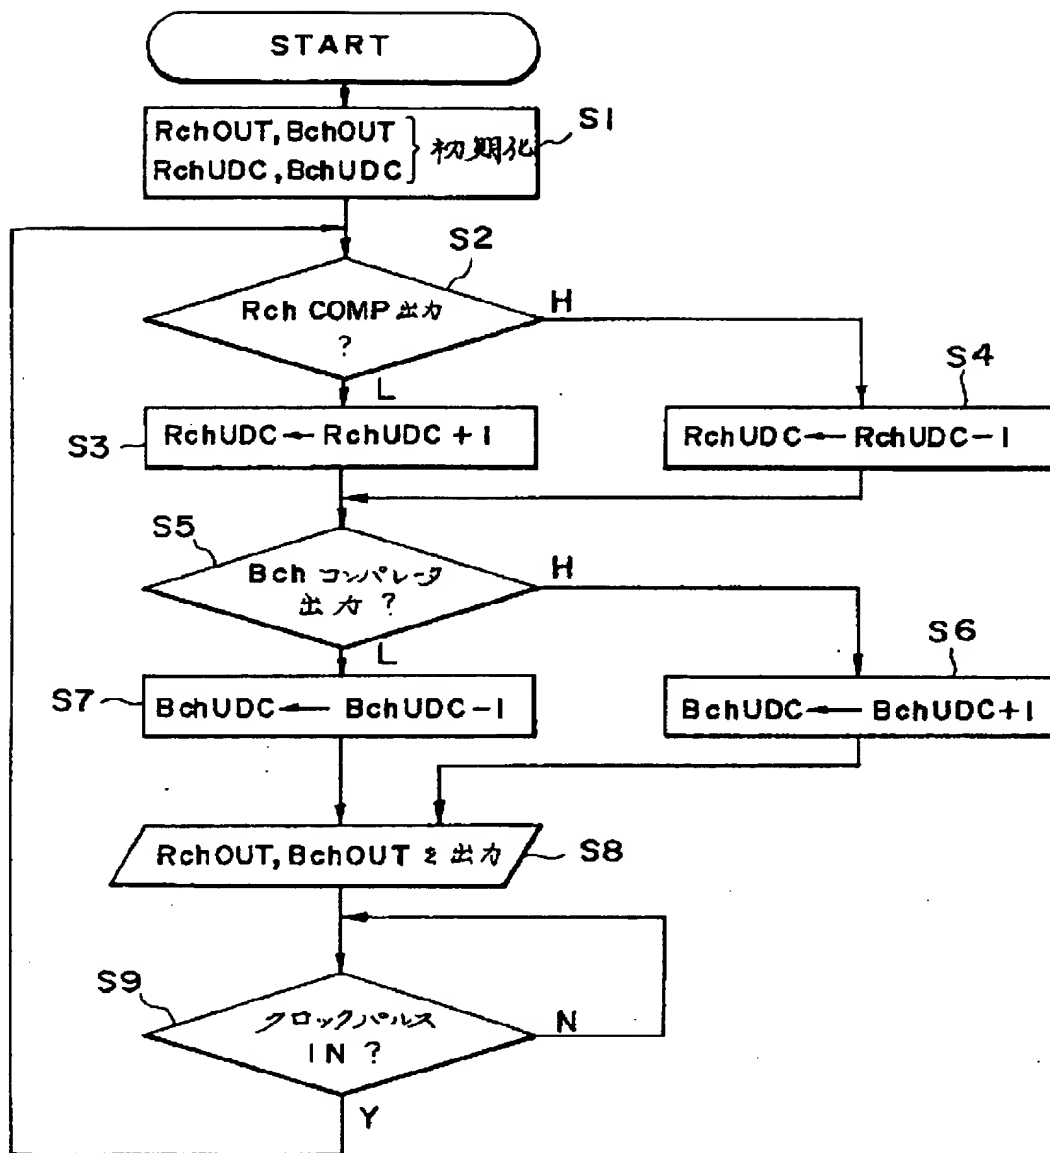 START
RchOUT, BchOUT
RchUDC, BchUDC
初期化
S1
S2
Rch COMP 出力
?
H
L
S3
RchUDC ← RchUDC + 1
S4
RchUDC ← RchUDC - 1
S5
Bch コンパレータ
出力 ?
H
L
S6
BchUDC ← BchUDC+1
S7
BchUDC ← BchUDC-1
RchOUT, BchOUT を 出力
S8
S9
クロックパルス
IN ?
N
Y